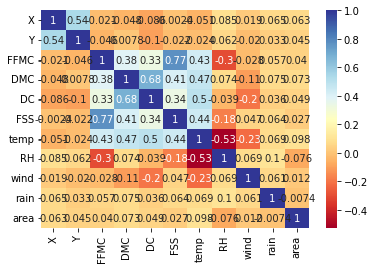 X 1 0.54 -0.021 -0.048 -0.086 -0.0024 -0.051 0.085 0.019 0.065 0.063
Y 0.54 1 -0.046 0.0078 -0.1 -0.022 -0.024 0.062 -0.02 0.033 0.045
FFMC -0.021 -0.046 1 0.38 0.33 0.77 0.43 -0.3 -0.028 0.057 0.04
DMC -0.048 0.0078 0.38 1 0.68 0.41 0.47 0.074 -0.11 0.075 0.073
DC -0.086 -0.1 0.33 0.68 1 0.34 0.5 -0.039 -0.2 0.036 0.049
FSS -0.0024 -0.022 0.77 0.41 0.34 1 0.44 -0.18 0.047 0.064 0.027
temp -0.051 -0.024 0.43 0.47 0.5 0.44 1 -0.53 -0.23 0.069 0.098
RH 0.085 0.062 -0.3 0.074 -0.039 -0.18 -0.53 1 0.069 0.1 -0.076
wind 0.019 -0.02 -0.028 -0.11 -0.2 0.047 -0.23 0.069 1 0.061 0.012
rain 0.065 0.033 0.057 0.075 0.036 0.064 0.069 0.1 0.061 1 -0.0074
area 0.063 0.045 0.04 0.073 0.049 0.027 0.098 -0.076 0.012 -0.0074 1
X Y FFMC DMC DC FSS temp RH wind rain area
1.0
0.8
0.6
0.4
0.2
0.0
−0.2
−0.4